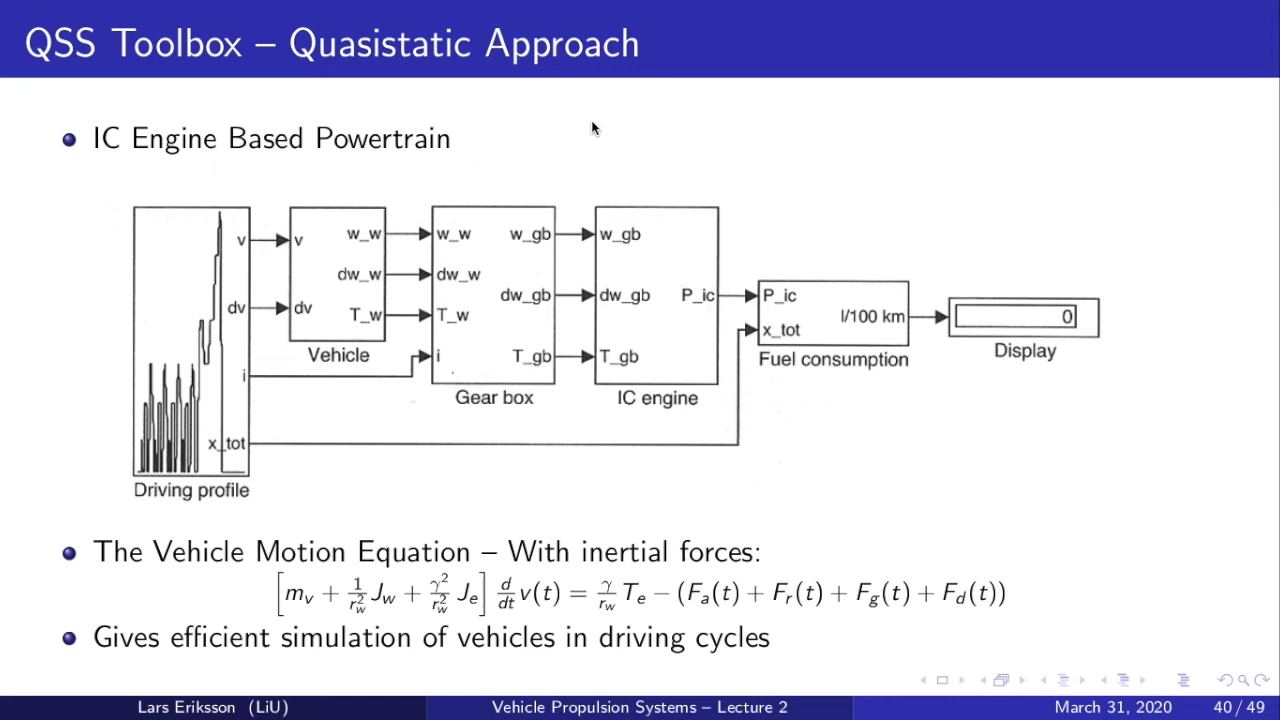 QSS Toolbox – Quasistatic Approach
IC Engine Based Powertrain
v
dv
i
x_tot
Driving profile
v
dv
w_w
dw_w
T_w
Vehicle
w_w
dw_w
T_w
i
w_gb
dw_gb
T_gb
Gear box
w_gb
dw_gb
T_gb
P_ic
IC engine
P_ic
x_tot
l/100 km
Fuel consumption
0
Display
The Vehicle Motion Equation – With inertial forces:
[m_v + 1/r_w^2 J_w + γ^2/r_w^2 J_e] d/dt v(t) = γ/r_w T_e − (F_a(t) + F_r(t) + F_g(t) + F_d(t))
Gives efficient simulation of vehicles in driving cycles
Lars Eriksson (LiU)
Vehicle Propulsion Systems – Lecture 2
March 31, 2020
40 / 49